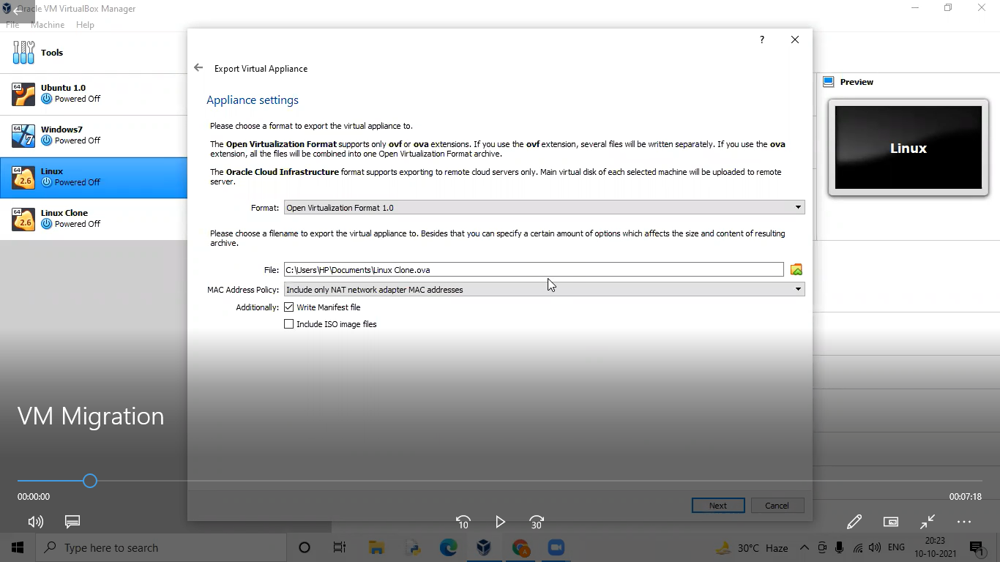 Oracle VM VirtualBox Manager
File Machine Help
Tools
64
Ubuntu 1.0
Powered Off
64
7
Windows7
Powered Off
64
2.6
Linux
Powered Off
64
2.6
Linux Clone
Powered Off
?
Export Virtual Appliance
Appliance settings
Please choose a format to export the virtual appliance to.
The Open Virtualization Format supports only ovf or ova extensions. If you use the ovf extension, several files will be written separately. If you use the ova
extension, all the files will be combined into one Open Virtualization Format archive.
The Oracle Cloud Infrastructure format supports exporting to remote cloud servers only. Main virtual disk of each selected machine will be uploaded to remote
server.
Format: Open Virtualization Format 1.0
Please choose a filename to export the virtual appliance to. Besides that you can specify a certain amount of options which affects the size and content of resulting
archive.
File: C:\Users\HP\Documents\Linux Clone.ova
MAC Address Policy: Include only NAT network adapter MAC addresses
Additionally: Write Manifest file
Include ISO image files
Next Cancel
Preview
Linux
VM Migration
00:00:00 00:07:18
10 30
Type here to search
30°C Haze ENG
20:23
10-10-2021
1